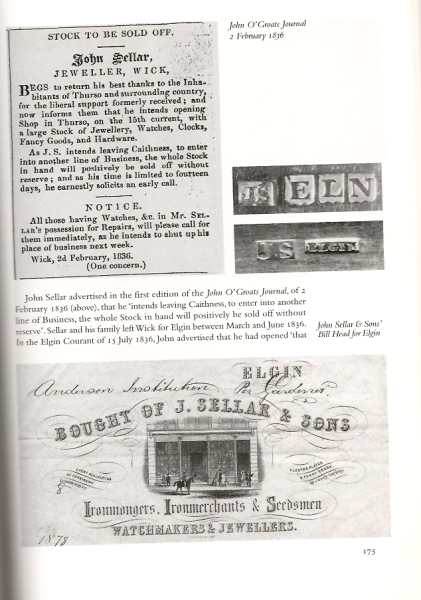 STOCK TO BE SOLD OFF.
John Sellar,
JEWELLER, WICK,
BEGS to return his best thanks to the Inha-
bitants of Thurso and surrounding country,
for the liberal support formerly received; and
now informs them that he intends opening
Shop in Thurso, on the 15th current, with
a large Stock of Jewellery, Watches, Clocks,
Fancy Goods, and Hardware.
As J. S. intends leaving Caithness, to enter
into another line of Business, the whole Stock
in hand will positively be sold off without
reserve; and as his time is limited to fourteen
days, he earnestly solicits an early call.
NOTICE.
All those having Watches, &c. in Mr. SEL-
LAR's possession for Repairs, will please call for
them immediately, as he intends to shut up his
place of business next week.
Wick, 2d February, 1836.
(One concern.)
John O'Groats Journal
2 February 1836
JS ELN
J S ELGIN
John Sellar advertised in the first edition of the John O'Groats Journal, of 2
February 1836 (above), that he 'intends leaving Caithness, to enter into another
line of Business, the whole Stock in hand will positively be sold off without
reserve'. Sellar and his family left Wick for Elgin between March and June 1836.
In the Elgin Courant of 15 July 1836, John advertised that he had opened 'that
John Sellar & Sons'
Bill Head for Elgin
ELGIN
Anderson Institution Per Gardener
BOUGHT OF J. SELLAR & SONS
Ironmongers, Ironmerchants & Seedsmen
WATCHMAKERS & JEWELLERS.
1878
175